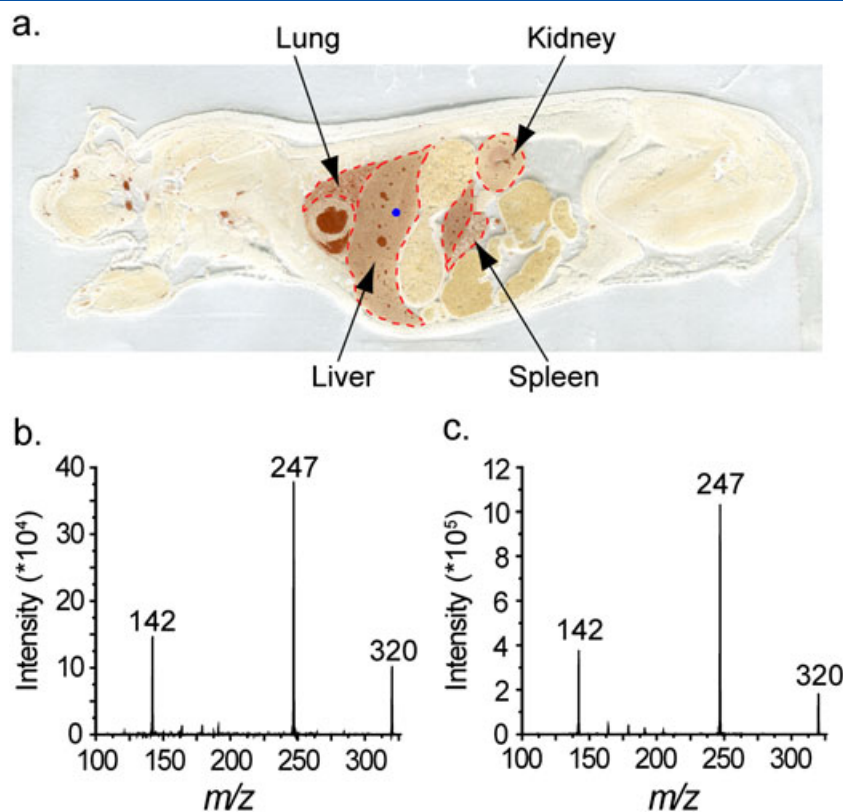 a.
Lung
Kidney
Liver
Spleen
b.
Intensity (*10⁴)
40
30
20
10
0
142
247
320
100 150 200 250 300
m/z
c.
Intensity (*10⁵)
12
10
8
6
4
2
0
142
247
320
100 150 200 250 300
m/z